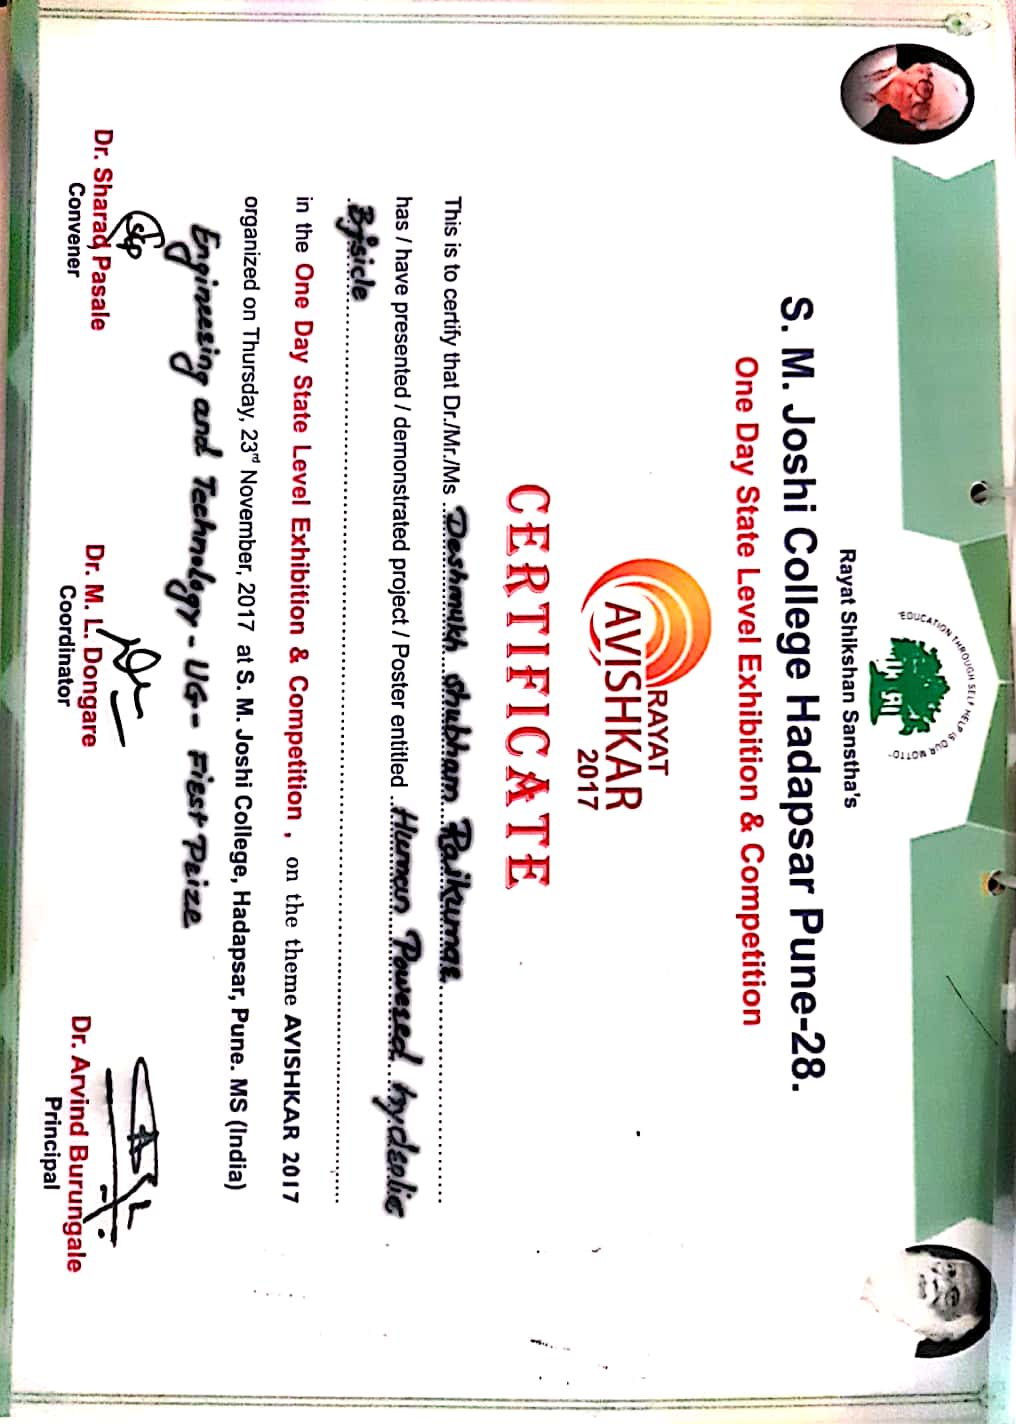 "EDUCATION THROUGH SELF HELP IS OUR MOTTO"
Rayat Shikshan Sanstha's
S. M. Joshi College Hadapsar Pune-28.
One Day State Level Exhibition & Competition
RAYAT
AVISHKAR
2017
CERTIFICATE
This is to certify that Dr./Mr./Ms Deshmukh Shubham Rajkumar
has / have presented / demonstrated project / Poster entitled Human Powered hydrolic
Bysicle
in the One Day State Level Exhibition & Competition , on the theme AVISHKAR 2017
organized on Thursday, 23rd November, 2017 at S. M. Joshi College, Hadapsar, Pune. MS (India)
Engineering and Technology - UG - First Prize
Dr. Sharad Pasale
Convener
Dr. M. L. Dongare
Coordinator
Dr. Arvind Burungale
Principal